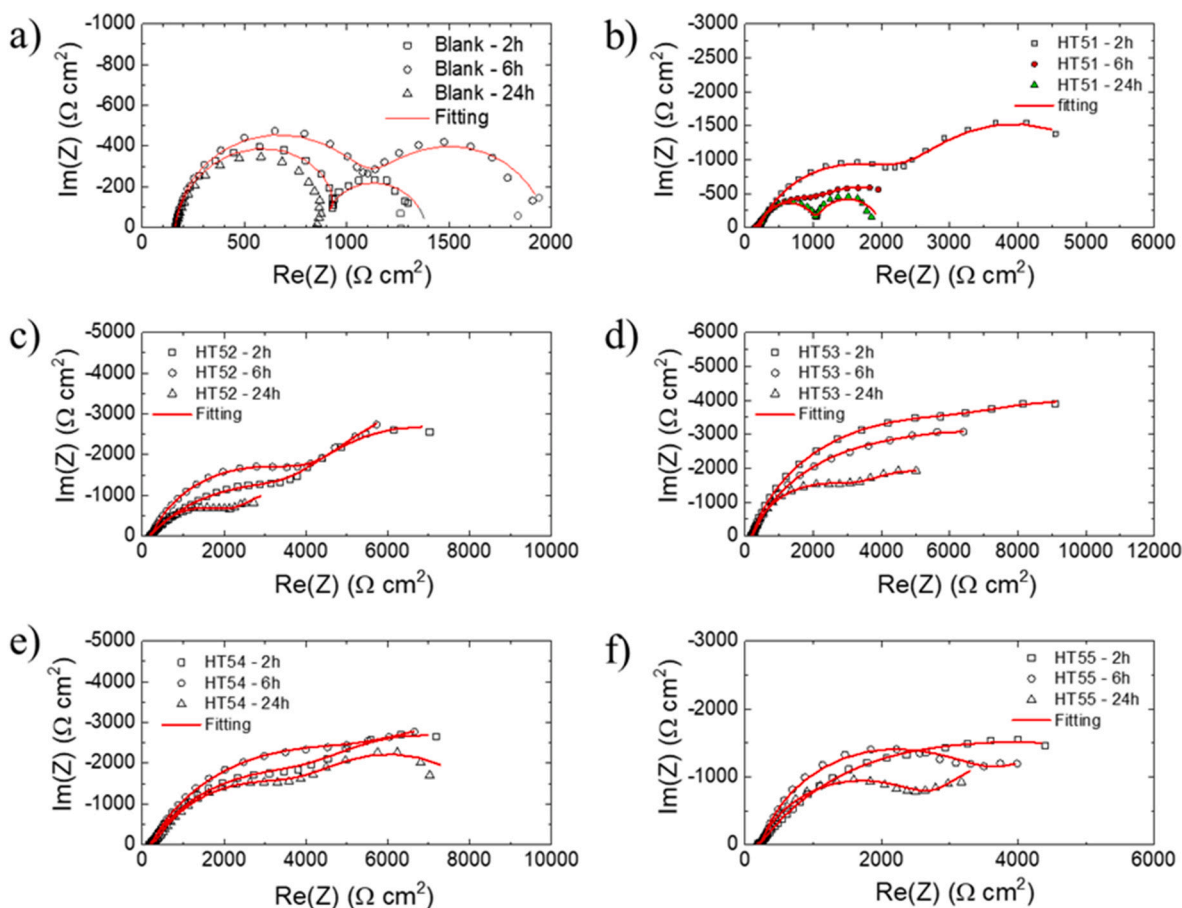 a)
-1000
-800
-600
-400
-200
0
Im(Z) (Ω cm²)
Blank - 2h
Blank - 6h
Blank - 24h
Fitting
0 500 1000 1500 2000
Re(Z) (Ω cm²)
b)
-3000
-2500
-2000
-1500
-1000
-500
0
Im(Z) (Ω cm²)
HT51 - 2h
HT51 - 6h
HT51 - 24h
fitting
0 1000 2000 3000 4000 5000 6000
Re(Z) (Ω cm²)
c)
-5000
-4000
-3000
-2000
-1000
0
Im(Z) (Ω cm²)
HT52 - 2h
HT52 - 6h
HT52 - 24h
Fitting
0 2000 4000 6000 8000 10000
Re(Z) (Ω cm²)
d)
-6000
-5000
-4000
-3000
-2000
-1000
0
Im(Z) (Ω cm²)
HT53 - 2h
HT53 - 6h
HT53 - 24h
Fitting
0 2000 4000 6000 8000 10000 12000
Re(Z) (Ω cm²)
e)
-5000
-4000
-3000
-2000
-1000
0
Im(Z) (Ω cm²)
HT54 - 2h
HT54 - 6h
HT54 - 24h
Fitting
0 2000 4000 6000 8000 10000
Re(Z) (Ω cm²)
f)
-3000
-2000
-1000
0
Im(Z) (Ω cm²)
HT55 - 2h
HT55 - 6h
HT55 - 24h
Fitting
0 2000 4000 6000
Re(Z) (Ω cm²)